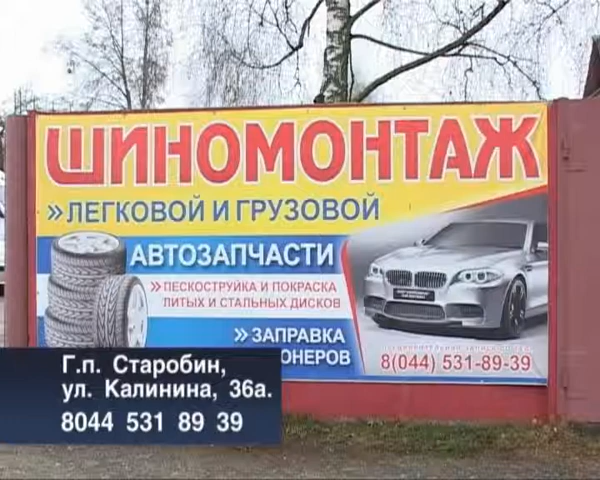 ШИНОМОНТАЖ
» ЛЕГКОВОЙ И ГРУЗОВОЙ
АВТОЗАПЧАСТИ
» ПЕСКОСТРУЙКА И ПОКРАСКА
ЛИТЫХ И СТАЛЬНЫХ ДИСКОВ
» ЗАПРАВКА
ОНЕРОВ
8(044) 531-89-39
Г.п. Старобин,
ул. Калинина, 36а.
8044 531 89 39